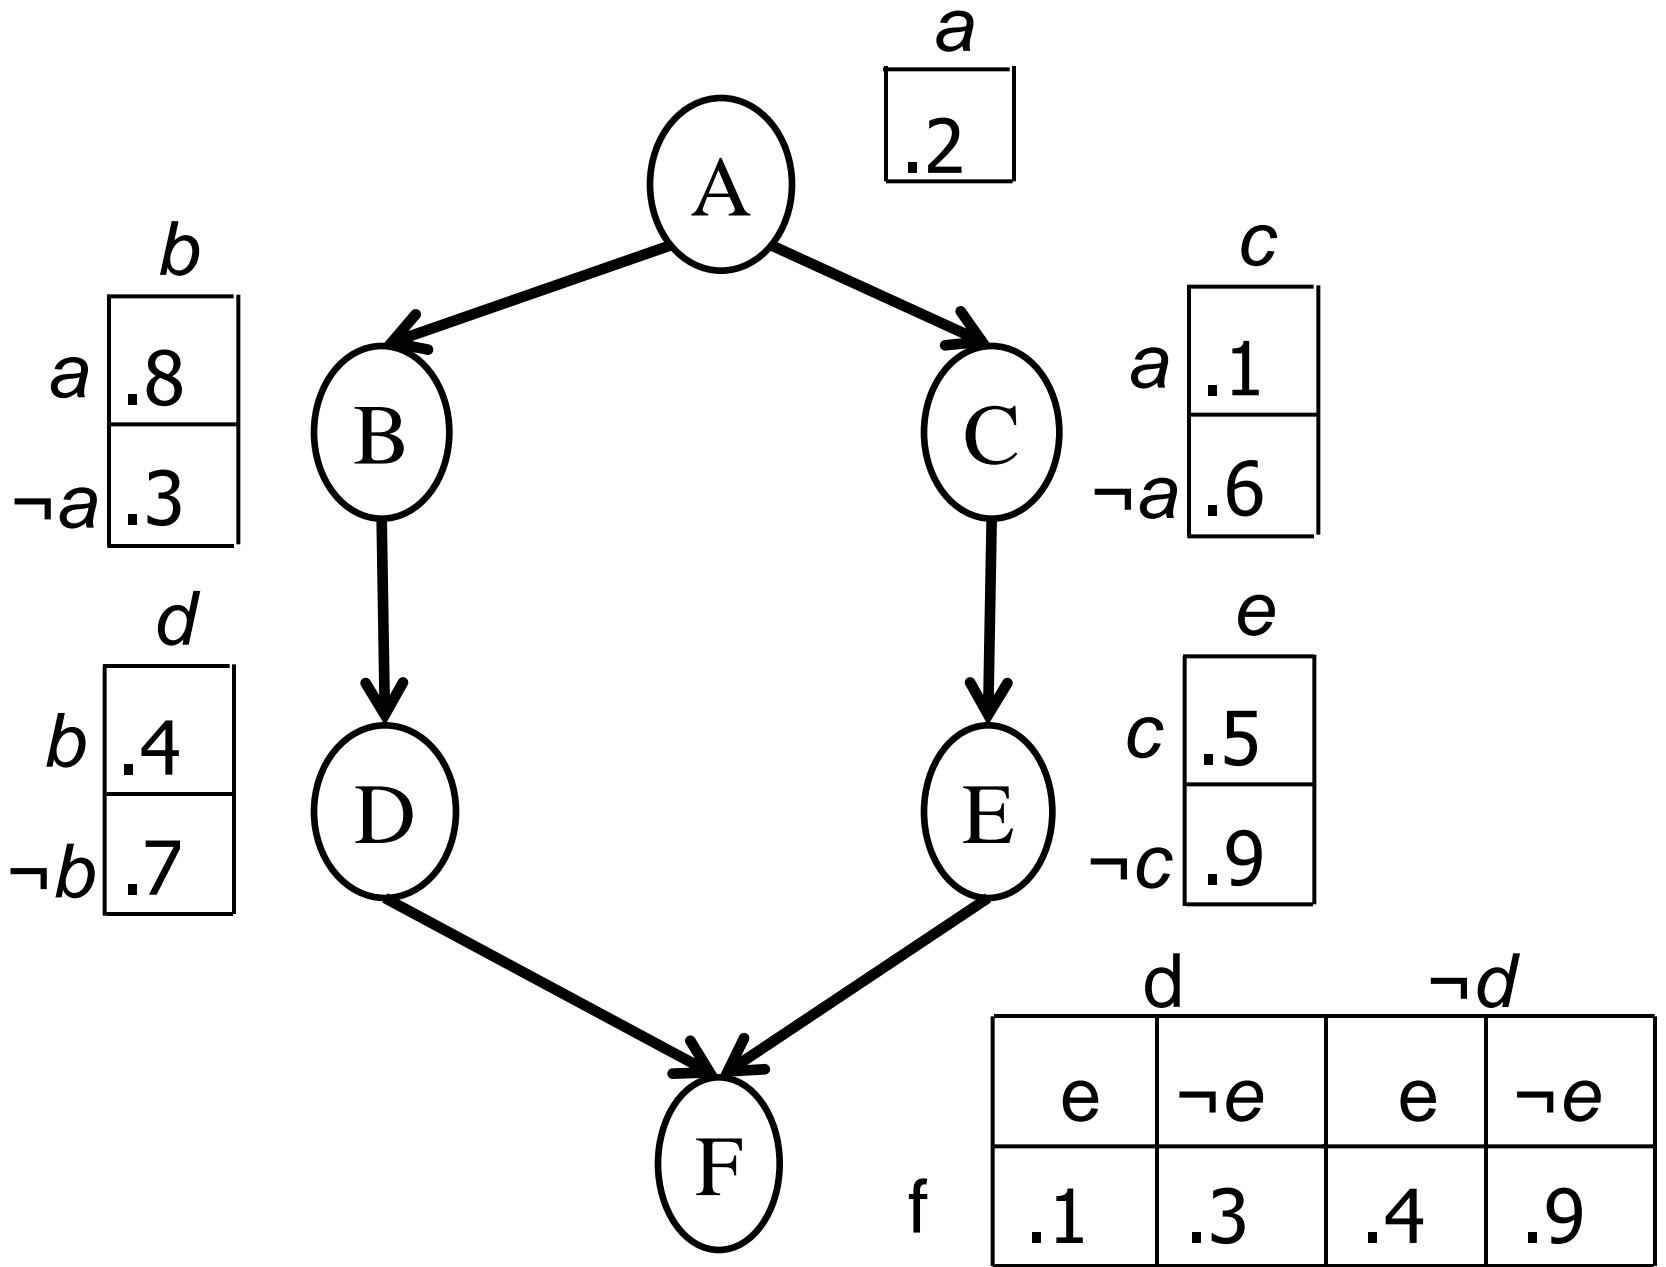 a
.2
A
b
a .8
¬a .3
B
C
c
a .1
¬a .6
d
b .4
¬b .7
D
E
e
c .5
¬c .9
d ¬d
e ¬e e ¬e
f .1 .3 .4 .9
F